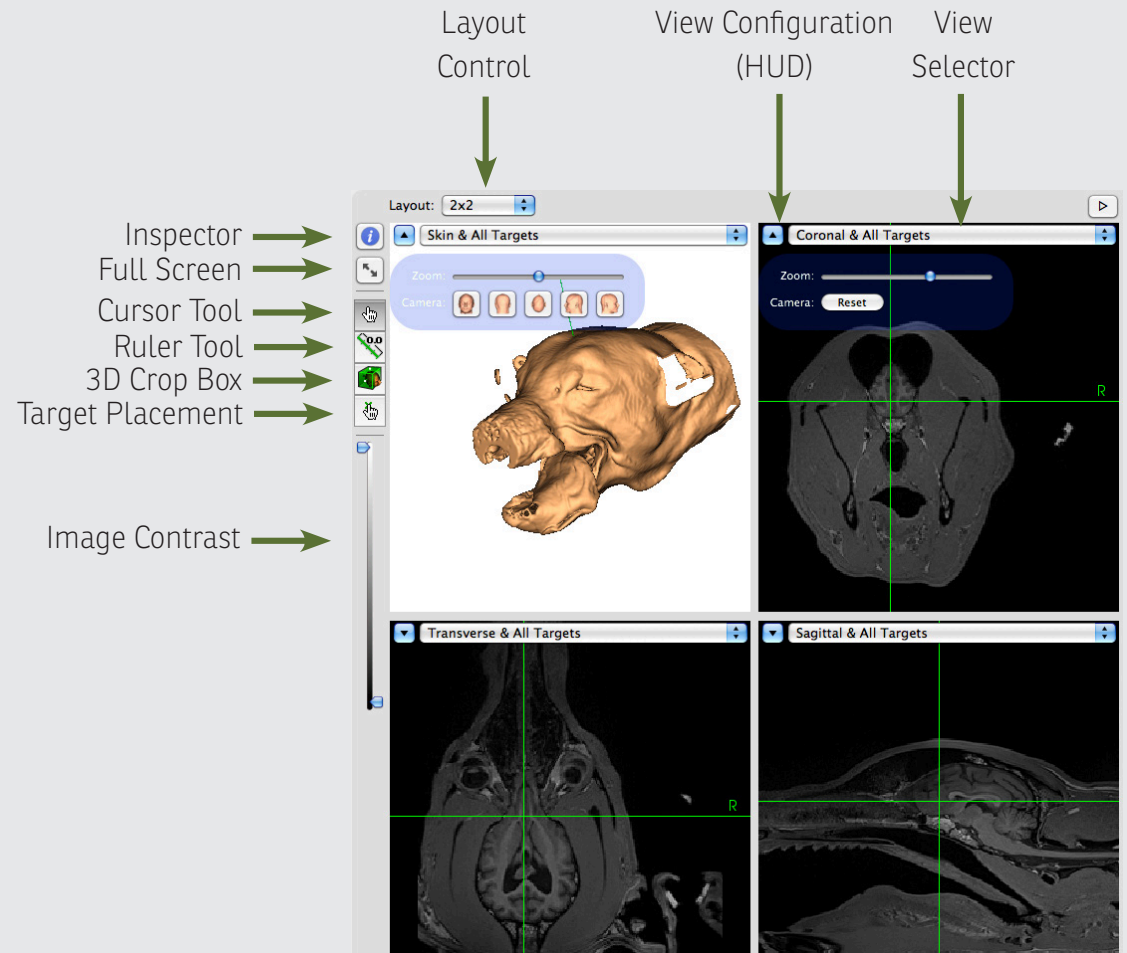 Layout
Control
View Configuration
(HUD)
View
Selector
Layout: 2x2
Inspector
Full Screen
Cursor Tool
Ruler Tool
3D Crop Box
Target Placement
Image Contrast
Skin & All Targets
Zoom:
Camera:
Coronal & All Targets
Zoom:
Camera: Reset
R
0.0
Transverse & All Targets
R
Sagittal & All Targets